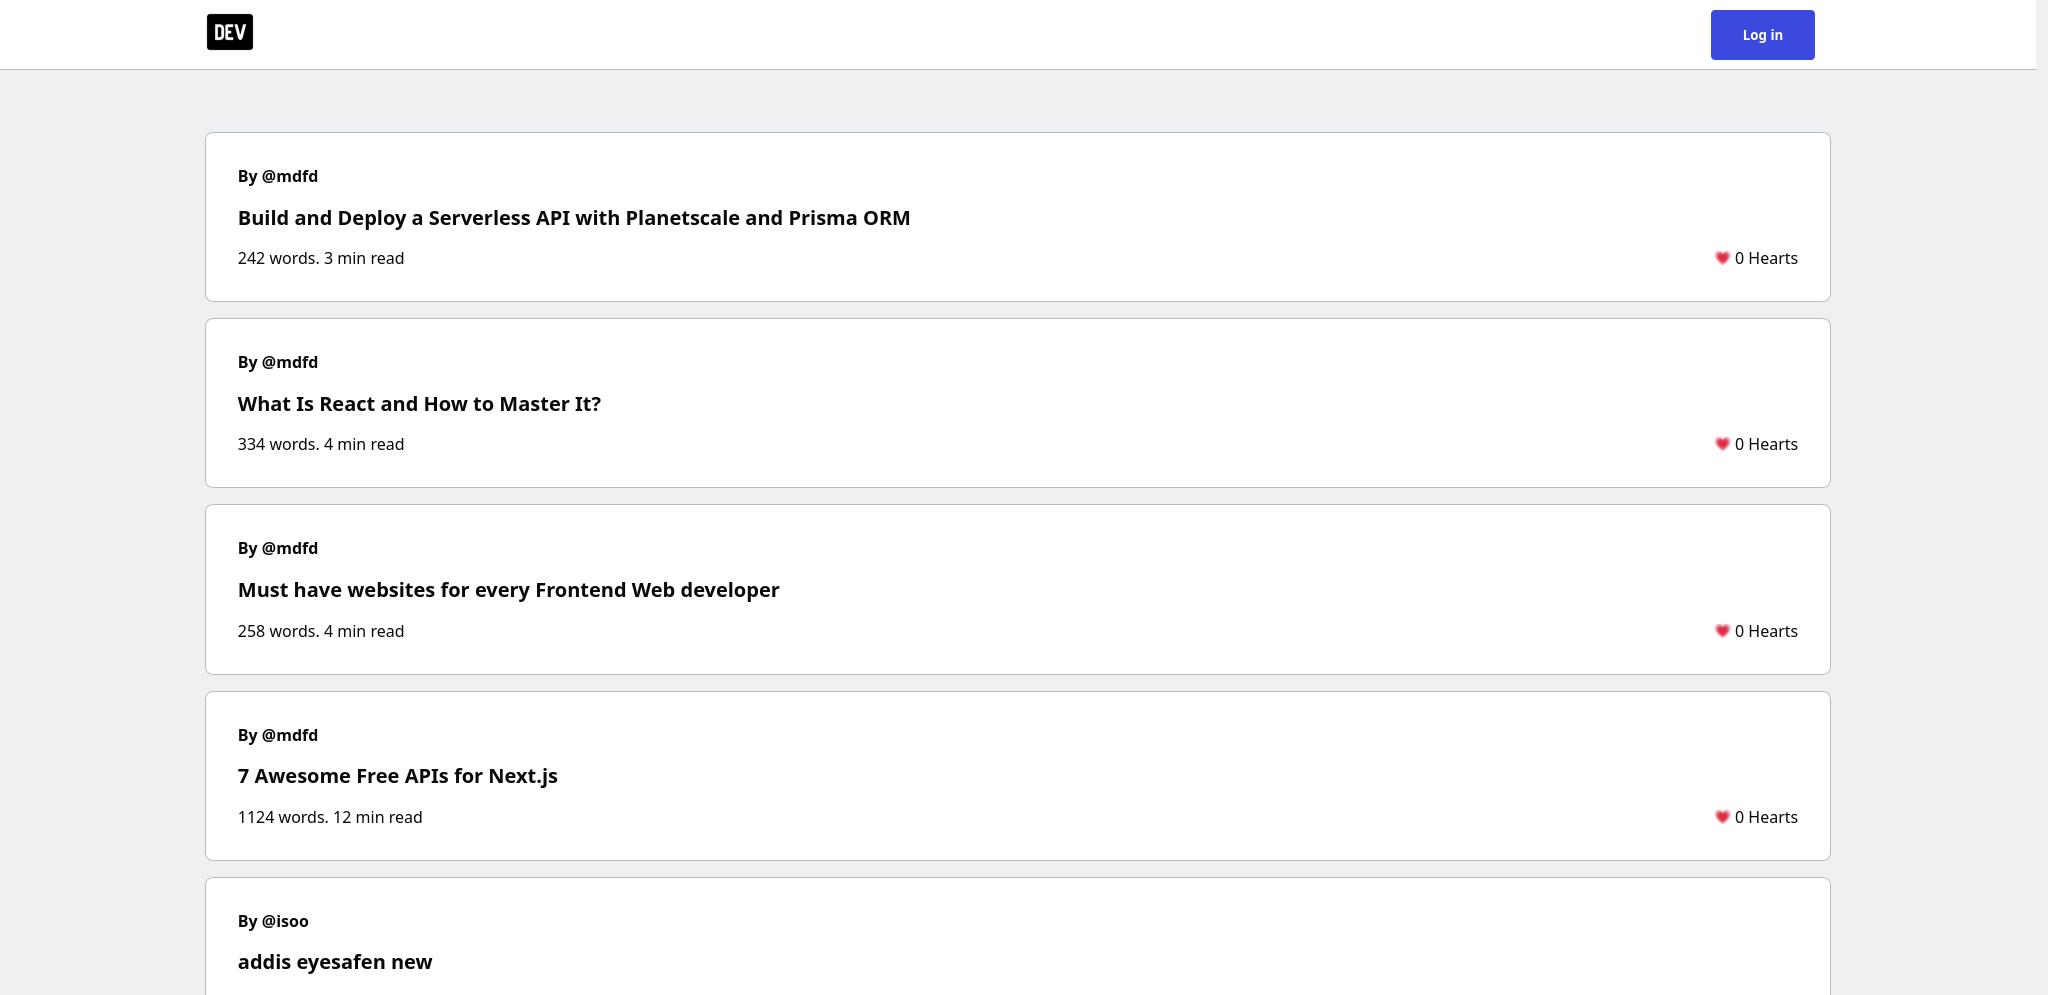 DEV
Log in
By @mdfd
Build and Deploy a Serverless API with Planetscale and Prisma ORM
242 words. 3 min read
💗 0 Hearts
By @mdfd
What Is React and How to Master It?
334 words. 4 min read
💗 0 Hearts
By @mdfd
Must have websites for every Frontend Web developer
258 words. 4 min read
💗 0 Hearts
By @mdfd
7 Awesome Free APIs for Next.js
1124 words. 12 min read
💗 0 Hearts
By @isoo
addis eyesafen new